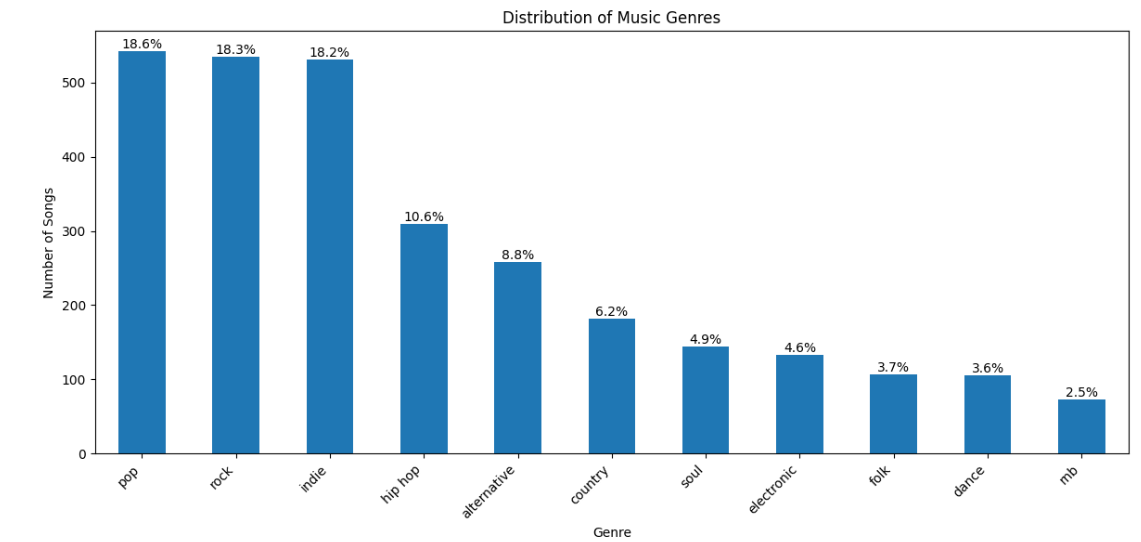 Distribution of Music Genres
18.6%
18.3%
18.2%
10.6%
8.8%
6.2%
4.9%
4.6%
3.7%
3.6%
2.5%
500
400
300
200
100
0
Number of Songs
pop
rock
indie
hip hop
alternative
country
soul
electronic
folk
dance
rnb
Genre